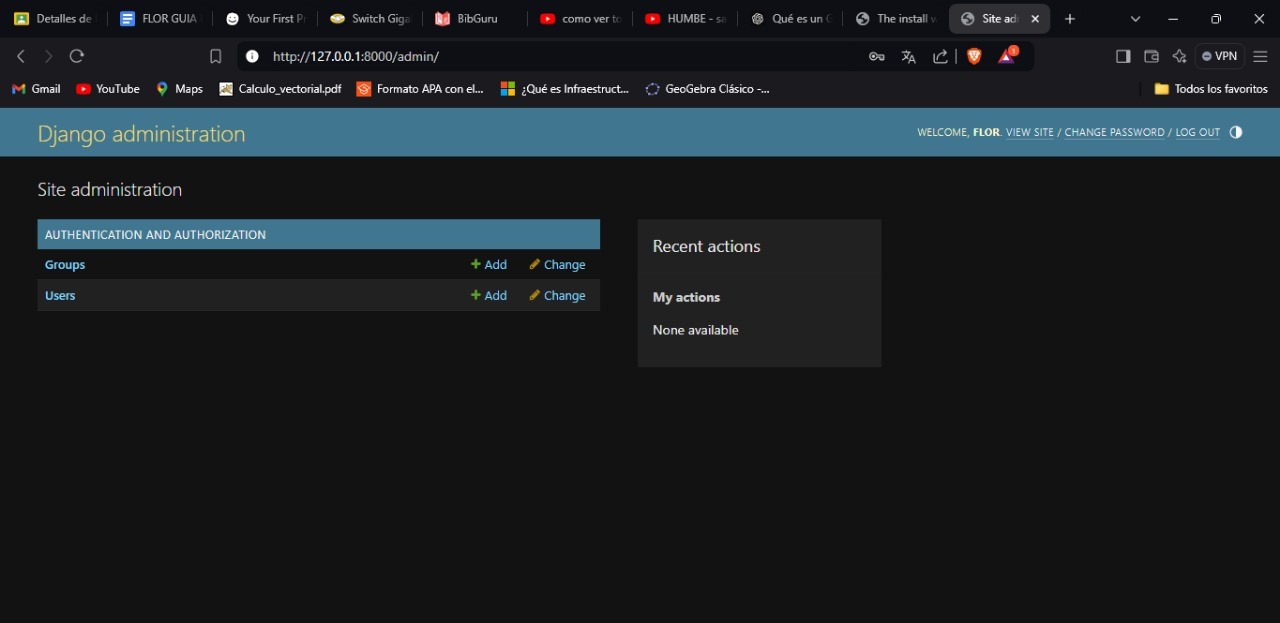 Detalles de
FLOR GUIA
Your First P
Switch Giga
BibGuru
como ver to
HUMBE - sa
Qué es un
The install w
Site ad
http://127.0.0.1:8000/admin/
1
VPN
Gmail
YouTube
Maps
Calculo_vectorial.pdf
Formato APA con el...
¿Qué es Infraestruct...
GeoGebra Clásico -...
Todos los favoritos
Django administration
WELCOME, FLOR. VIEW SITE / CHANGE PASSWORD / LOG OUT
Site administration
AUTHENTICATION AND AUTHORIZATION
Groups + Add Change
Users + Add Change
Recent actions
My actions
None available